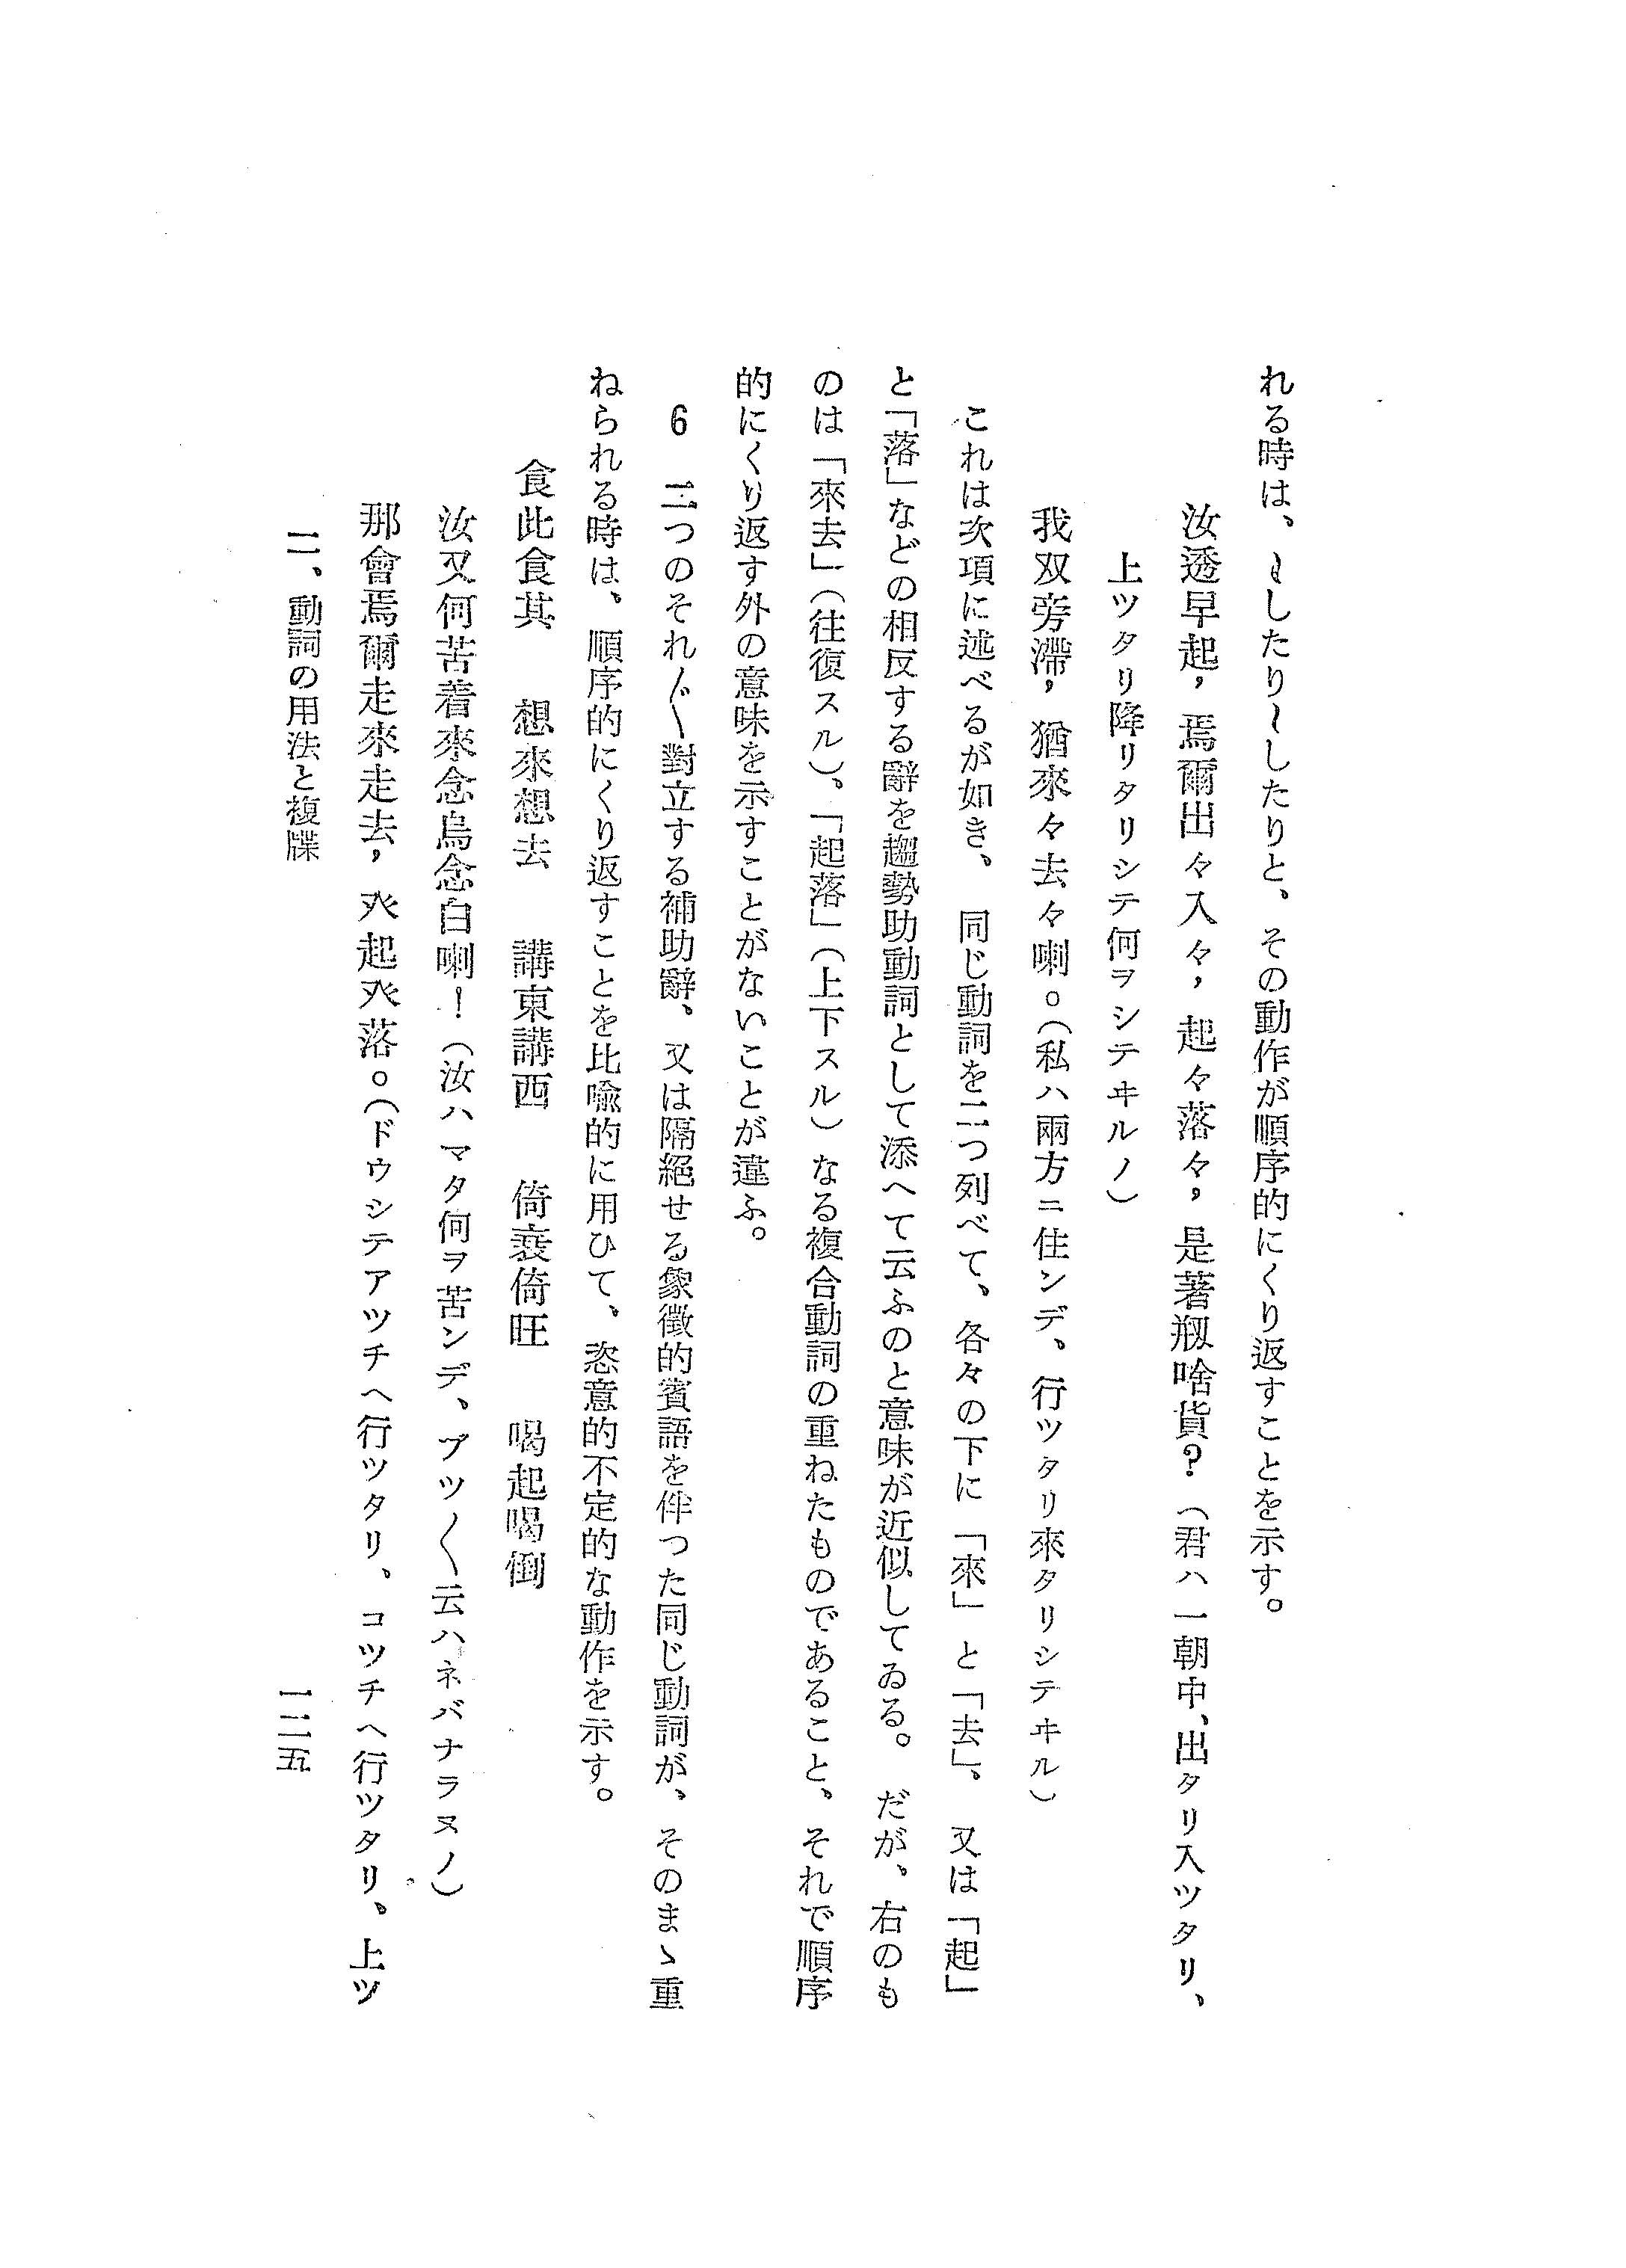 れる時は、〜したり〜したりと、その動作が順序的にくり返すことを示す。
汝透早起，焉爾出々入々，起々落々，是著剏啥貨？（君ハ一朝中、出タリ入ツタリ、
上ツタリ降リタリシテ何ヲシテヰルノ）
我双旁滯，猶來々去々喇。（私ハ兩方ニ住ンデ、行ツタリ來タリシテヰル）
これは次項に述べるが如き、同じ動詞を二つ列べて、各々の下に「來」と「去」、又は「起」
と「落」などの相反する辭を趨勢助動詞として添へて云ふのと意味が近似してゐる。だが、右のも
のは「來去」（往復スル）、「起落」（上下スル）なる複合動詞の重ねたものであること、それで順序
的にくり返す外の意味を示すことがないことが違ふ。
6 二つのそれ〴〵對立する補助辭、又は隔絕せる象徵的賓語を伴つた同じ動詞が、そのまゝ重
ねられる時は、順序的にくり返すことを比喩的に用ひて、恣意的不定的な動作を示す。
食此食其 想來想去 講東講西 倚衰倚旺 喝起喝倒
汝又何苦着來念烏念白喇！（汝ハマタ何ヲ苦ンデ、ブツ〳〵云ハネバナラヌノ）
那會焉爾走來走去，起落。（ドウシテアツチヘ行ツタリ、コツチヘ行ツタリ、上ツ
二、動詞の用法と複牒
一二五